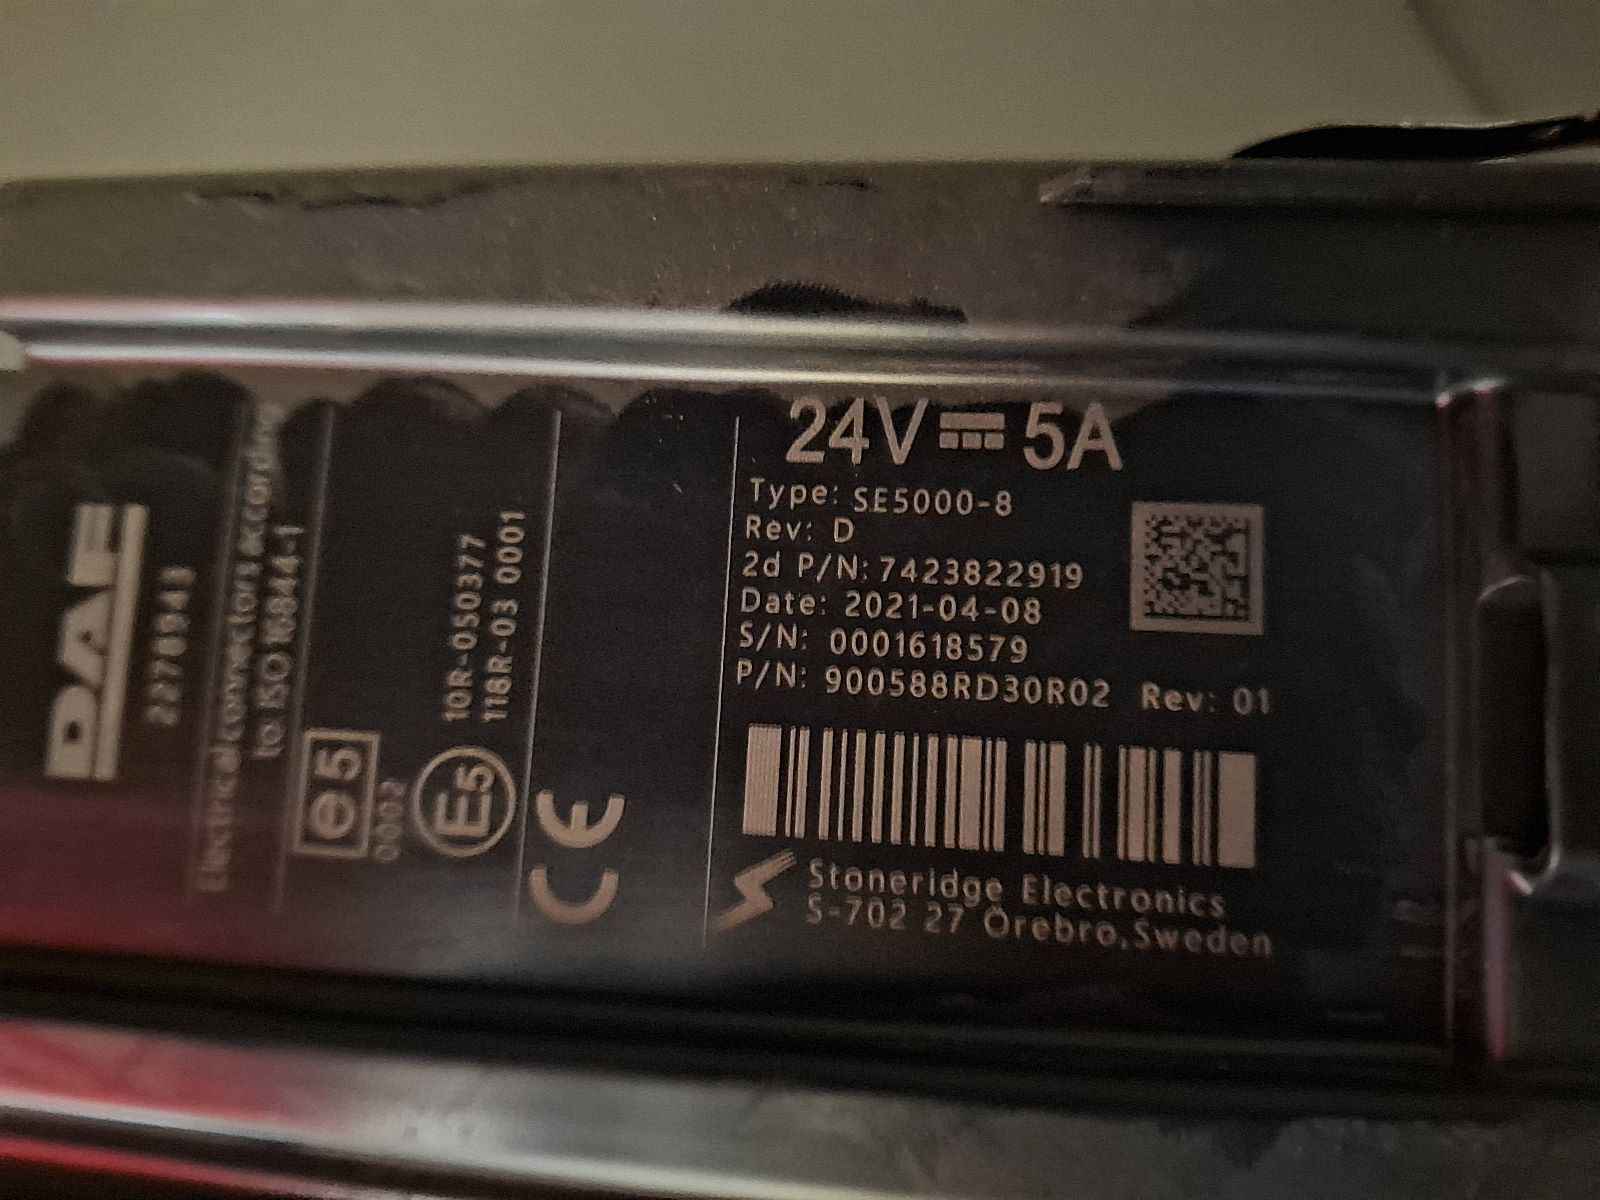 DAF
2278943
Electrical connectors according
to ISO 16844-1
e5
0002
10R-050377
118R-03 0001
E5
CE
24V 5A
Type: SE5000-8
Rev: D
2d P/N: 7423822919
Date: 2021-04-08
S/N: 0001618579
P/N: 900588RD30R02 Rev: 01
Stoneridge Electronics
S-702 27 Örebro,Sweden